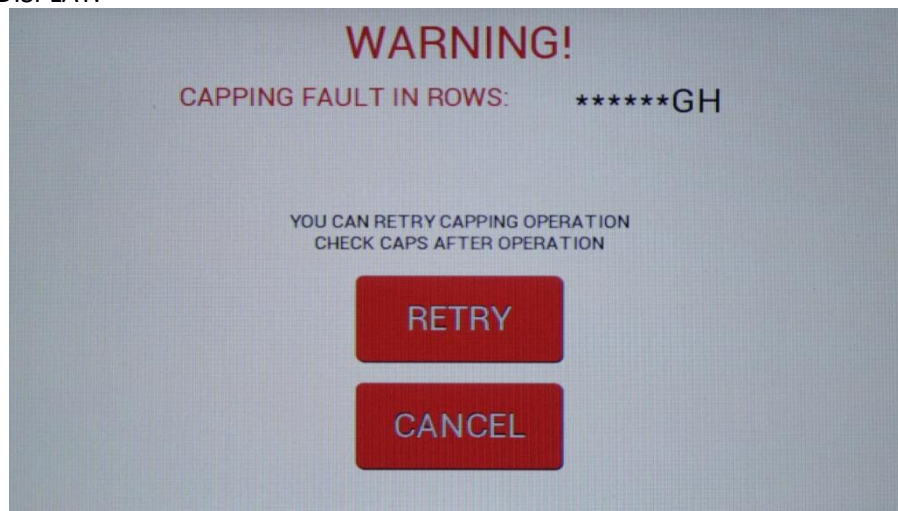 WARNING!
CAPPING FAULT IN ROWS: ******GH
YOU CAN RETRY CAPPING OPERATION
CHECK CAPS AFTER OPERATION
RETRY
CANCEL